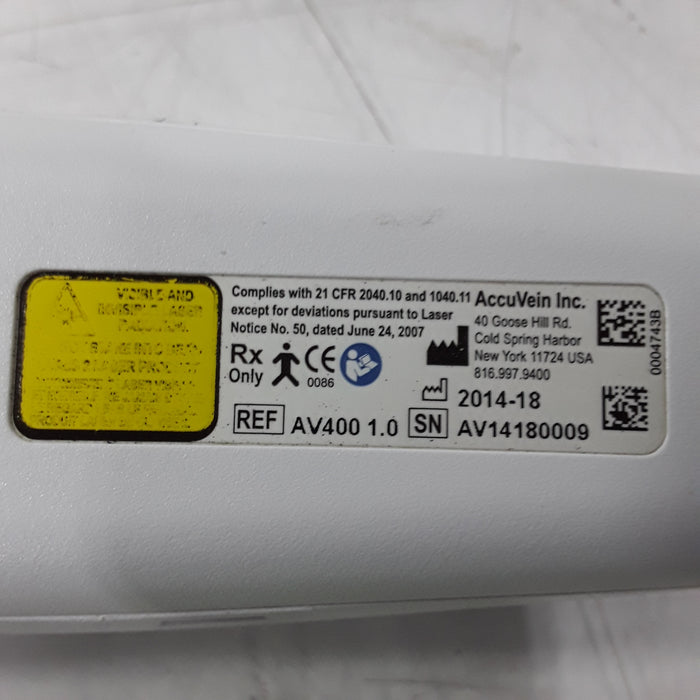 VISIBLE AND
RADIATION.
Complies with 21 CFR 2040.10 and 1040.11
except for deviations pursuant to Laser
Notice No. 50, dated June 24, 2007
Rx
Only
CE
0086
REF AV400 1.0
AccuVein Inc.
40 Goose Hill Rd.
Cold Spring Harbor
New York 11724 USA
816.997.9400
2014-18
SN AV14180009
0004743B